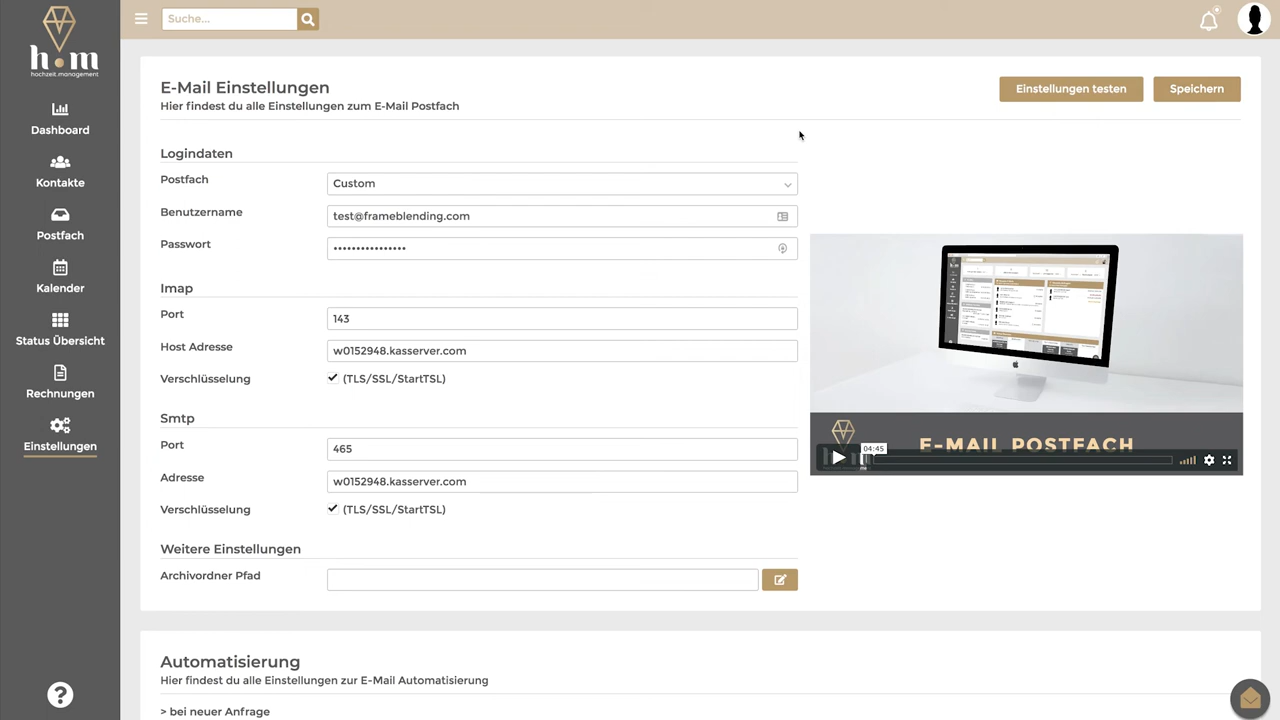 h.m
hochzeit.management
Suche...
Dashboard
Kontakte
Postfach
Kalender
Status Übersicht
Rechnungen
Einstellungen
E-Mail Einstellungen
Hier findest du alle Einstellungen zum E-Mail Postfach
Einstellungen testen
Speichern
Logindaten
Postfach
Custom
Benutzername
test@frameblending.com
Passwort
••••••••••••••••
Imap
Port
143
Host Adresse
w0152948.kasserver.com
Verschlüsselung
(TLS/SSL/StartTSL)
Smtp
Port
465
Adresse
w0152948.kasserver.com
Verschlüsselung
(TLS/SSL/StartTSL)
Weitere Einstellungen
Archivordner Pfad
E-MAIL POSTFACH
04:45
Automatisierung
Hier findest du alle Einstellungen zur E-Mail Automatisierung
> bei neuer Anfrage